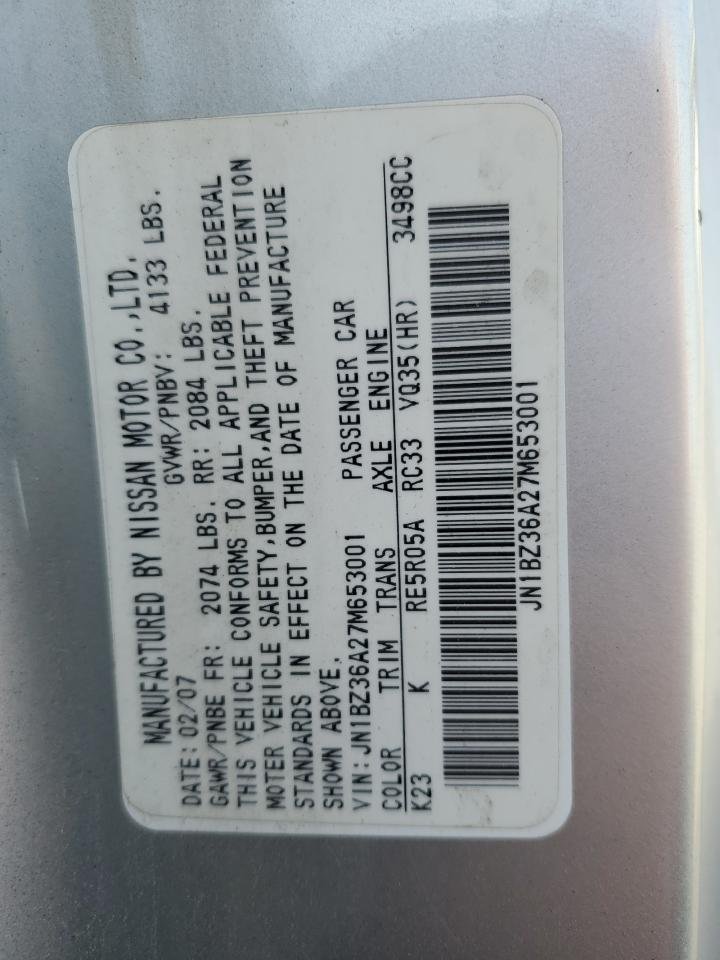 MANUFACTURED BY NISSAN MOTOR CO.,LTD.
DATE: 02/07 GVWR/PNBV: 4133 LBS.
GAWR/PNBE FR: 2074 LBS. RR: 2084 LBS.
THIS VEHICLE CONFORMS TO ALL APPLICABLE FEDERAL
MOTER VEHICLE SAFETY,BUMPER,AND THEFT PREVENTION
STANDARDS IN EFFECT ON THE DATE OF MANUFACTURE
SHOWN ABOVE.
VIN: JN1BZ36A27M653001 PASSENGER CAR
COLOR TRIM TRANS AXLE ENGINE
K23 K RE5R05A RC33 VQ35(HR) 3498CC
JN1BZ36A27M653001